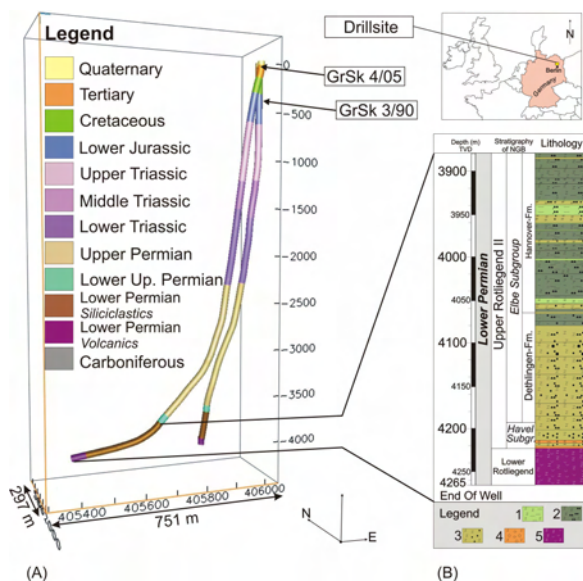 Legend
Quaternary
Tertiary
Cretaceous
Lower Jurassic
Upper Triassic
Middle Triassic
Lower Triassic
Upper Permian
Lower Up. Permian
Lower Permian
Siliciclastics
Lower Permian
Volcanics
Carboniferous
0
-500
-1000
-1500
-2000
-2500
-3000
-3500
-4000
GrSk 4/05
GrSk 3/90
297 m
405400
405600
405800
406000
751 m
N
E
(A)
Drillsite
Berlin
Germany
(B)
Depth (m)
TVD
Stratigraphy
of NGB
Lithology
3900
3950
4000
4050
4100
4150
4200
4250
4265
Lower Permian
Upper Rotliegend II
Elbe Subgroup
Hannover-Fm.
Dethlingen-Fm.
Havel
Subgr.
Lower
Rotliegend
End Of Well
Legend
1
2
3
4
5
(B)